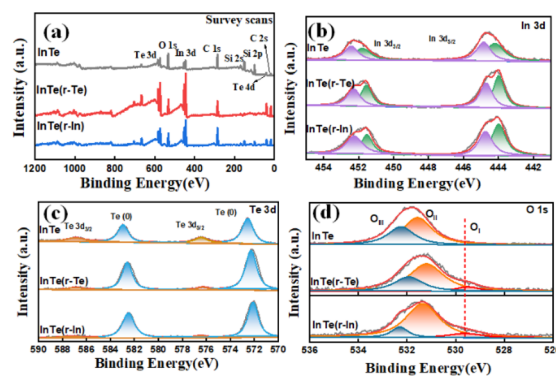 (a)
Survey scans
InTe
Te 3d
O 1s
In 3d
C 1s
Si 2s
Si 2p
C 2s
Te 4d
InTe(r-Te)
InTe(r-In)
1200 1000 800 600 400 200 0
Binding Energy(eV)
Intensity (a.u.)
(b)
In 3d
InTe
In 3d3/2
In 3d5/2
InTe(r-Te)
InTe(r-In)
454 452 450 448 446 444 442
Binding Energy(eV)
Intensity (a.u.)
(c)
Te 3d
Te 3d3/2
Te (0)
Te 3d5/2
Te (0)
InTe
InTe(r-Te)
InTe(r-In)
590 588 586 584 582 580 578 576 574 572 570
Binding Energy(eV)
Intensity (a.u.)
(d)
O 1s
OIII
OII
OI
InTe
InTe(r-Te)
InTe(r-In)
536 532 530 528
Binding Energy(eV)
Intensity (a.u.)